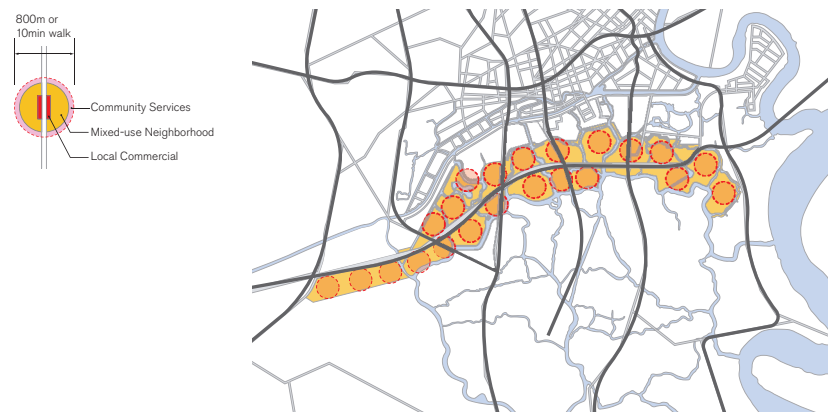 800m or
10min walk
Community Services
Mixed-use Neighborhood
Local Commercial